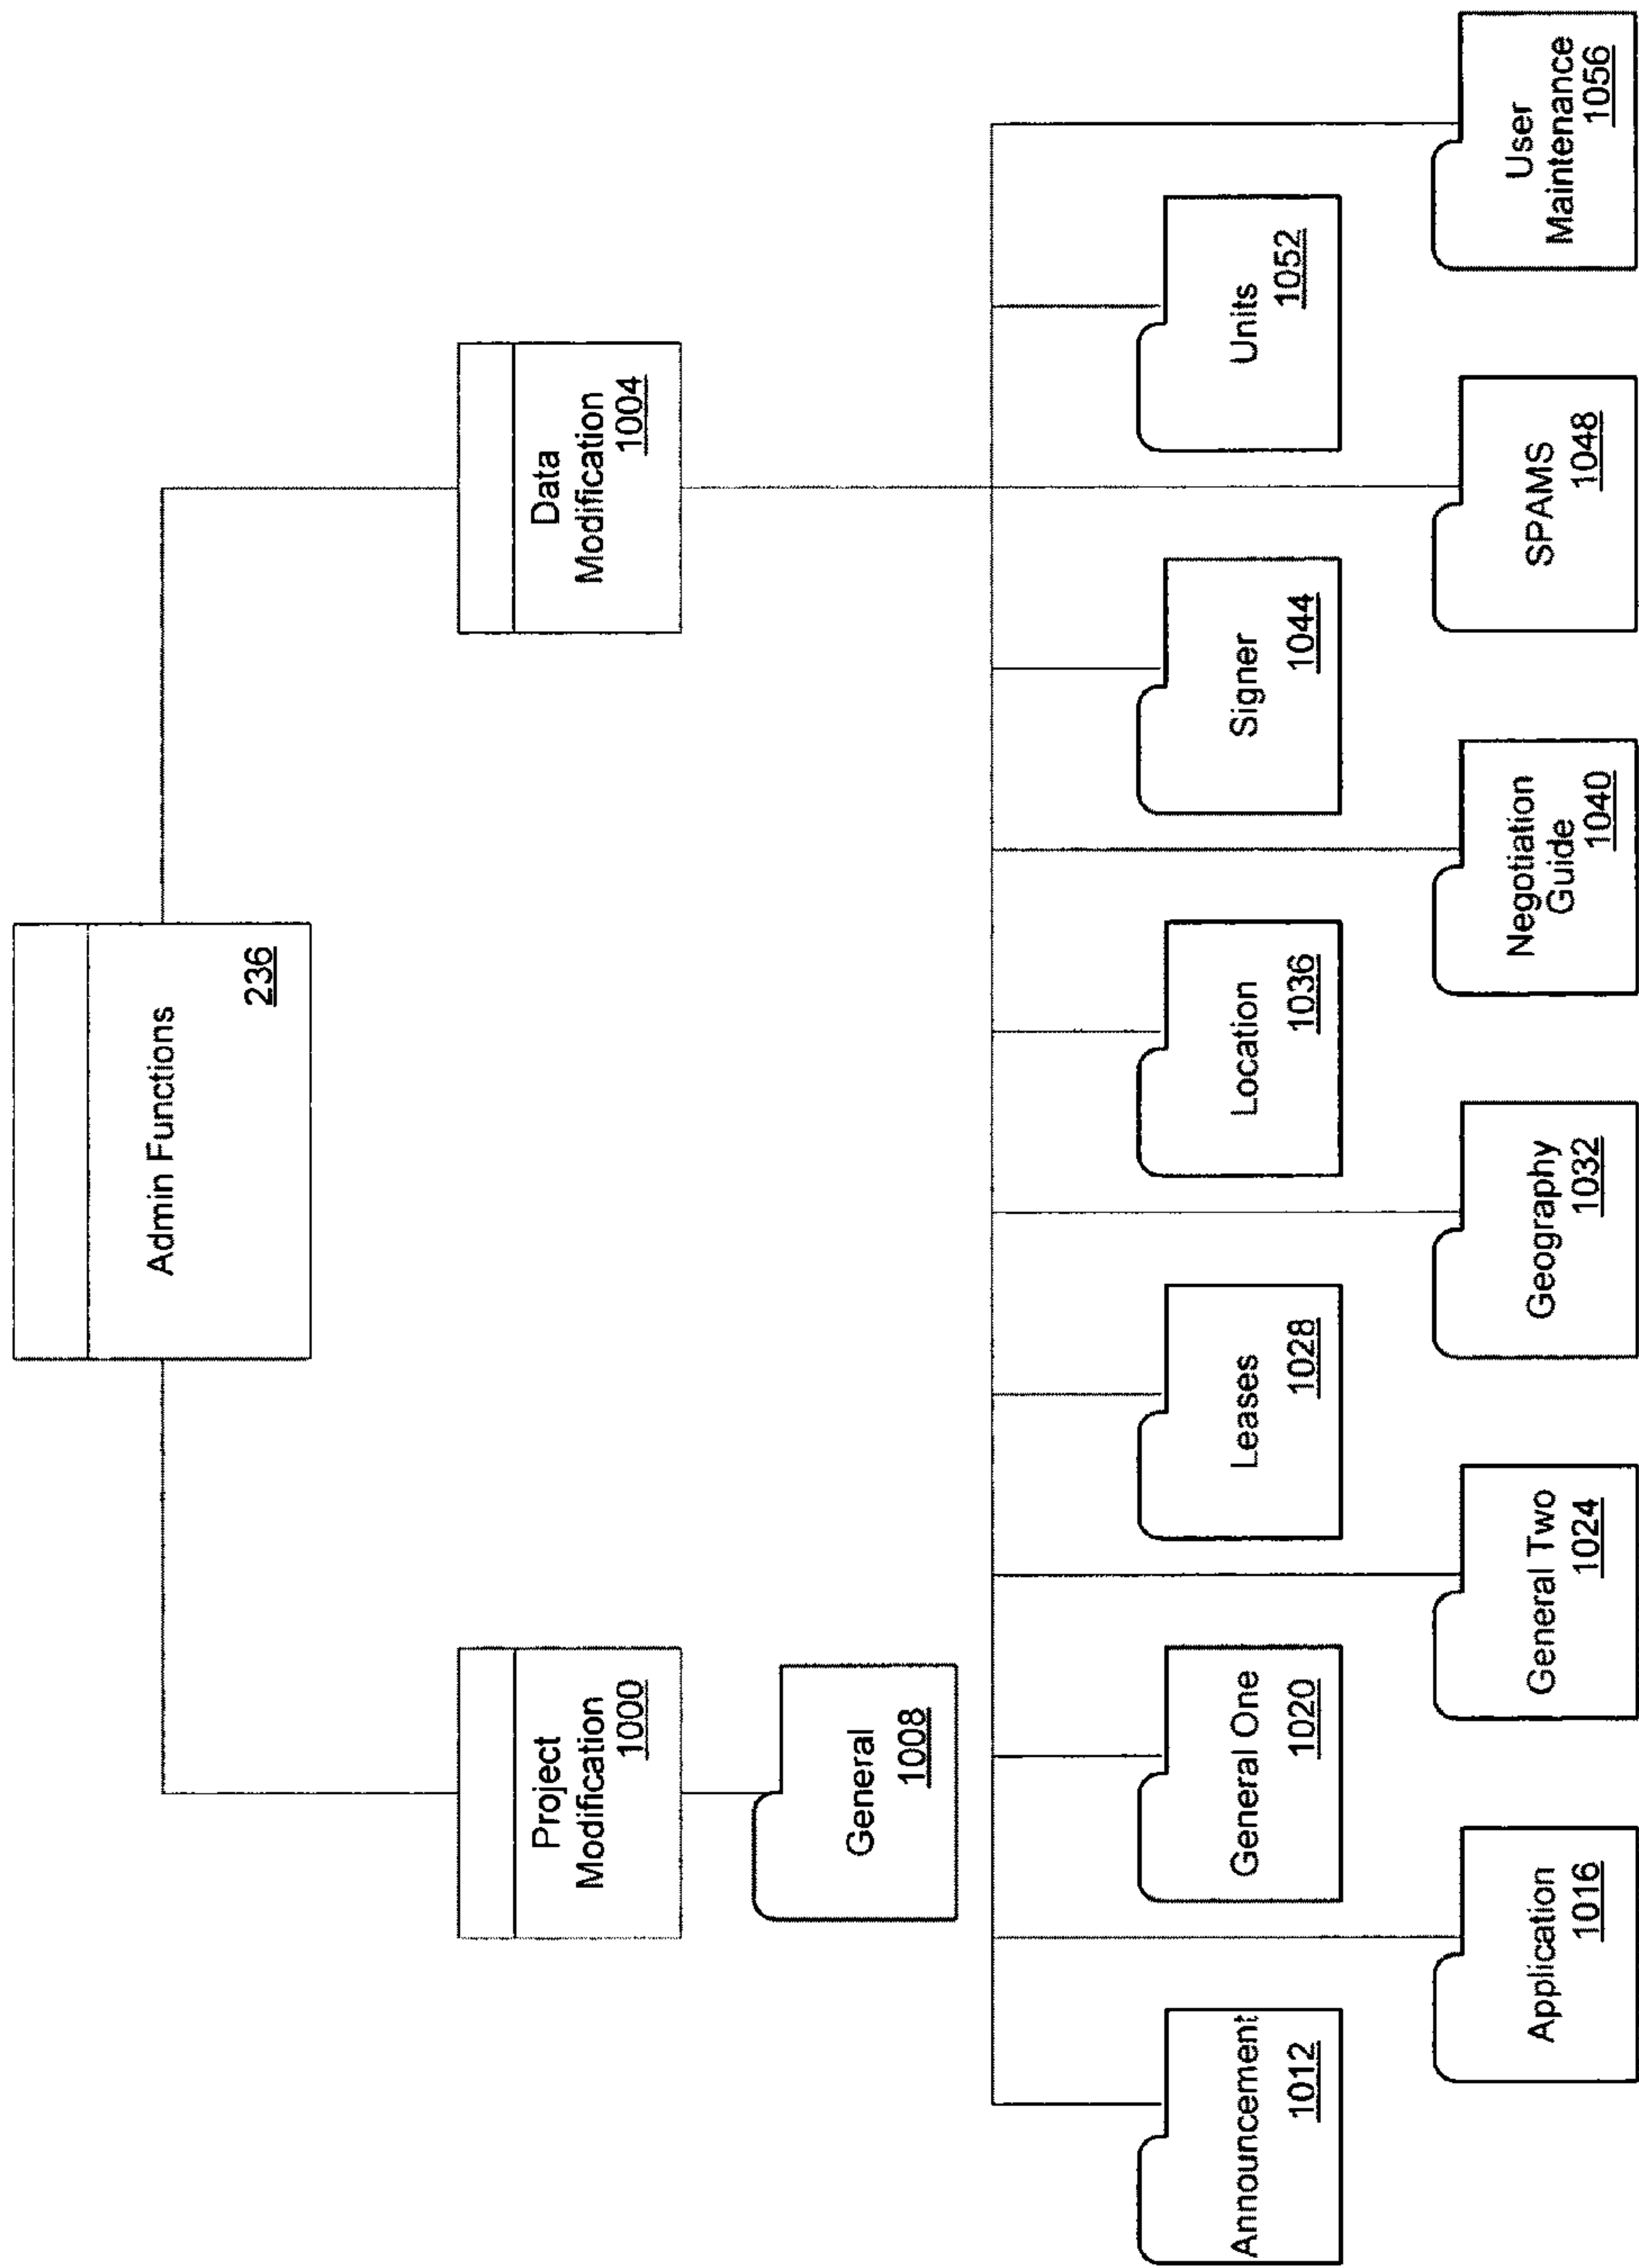 Admin Functions
236
Project
Modification
1000
Data
Modification
1004
General
1008
Announcement
1012
General One
1020
Leases
1028
Location
1036
Signer
1044
Units
1052
Application
1016
General Two
1024
Geography
1032
Negotiation
Guide
1040
SPAMS
1048
User
Maintenance
1056